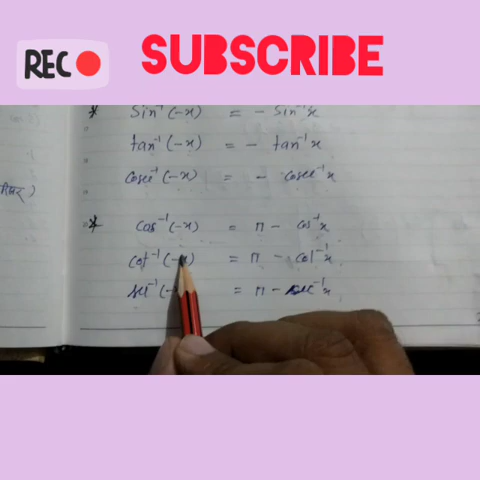 REC
SUBSCRIBE
* Sin⁻¹(-x) = - Sin⁻¹x
tan⁻¹(-x) = - tan⁻¹x
Cosec⁻¹(-x) = - cosec⁻¹x
* Cos⁻¹(-x) = π - cos⁻¹x
Cot⁻¹(-x) = π - cot⁻¹x
Sec⁻¹(- = π - sec⁻¹x